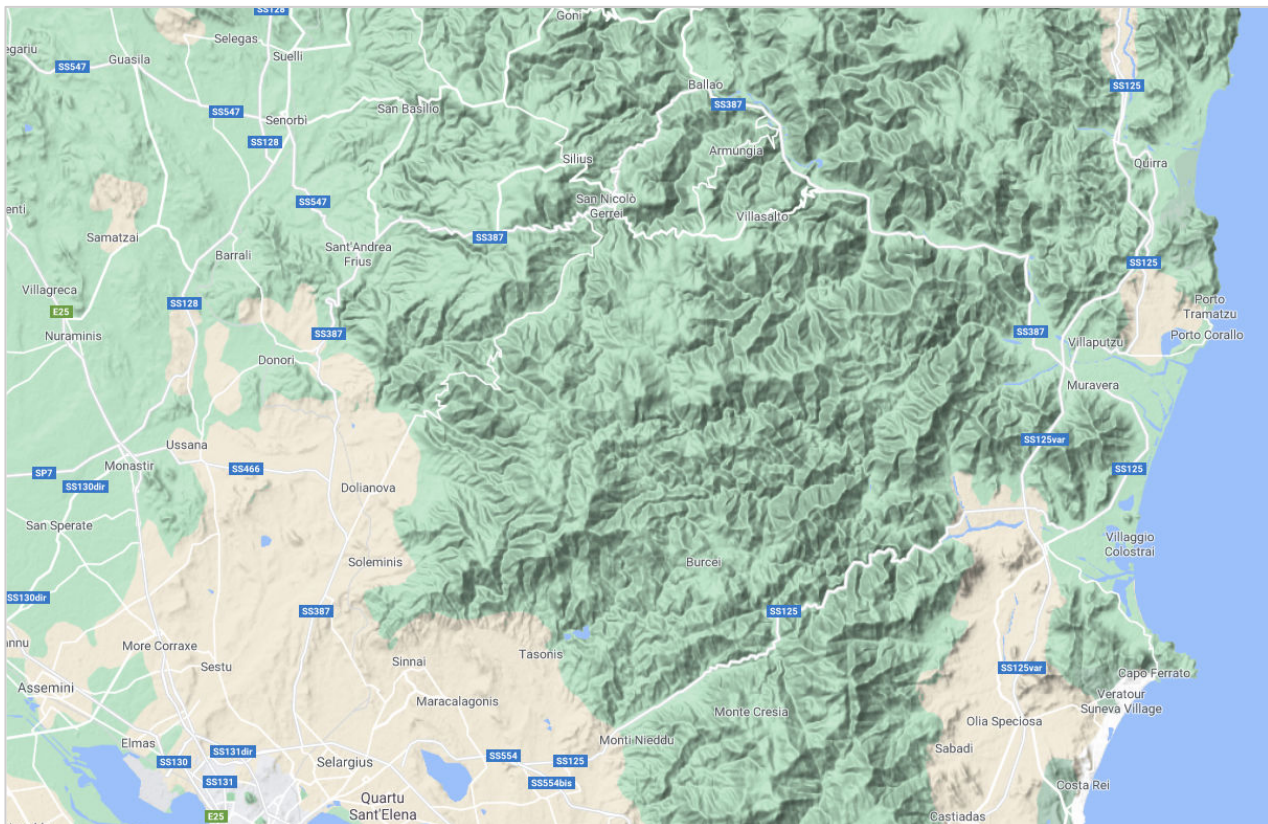 SS128
Goni
Selegas
egariu
Guasila
Suelli
SS547
Ballao
SS125
SS387
San Basilio
SS547
Senorbì
SS128
Armungia
Silius
Quirra
San Nicolò
Gerrei
SS547
enti
Villasalto
Samatzai
SS387
Sant'Andrea
Frius
Barrali
SS125
Villagreca
SS128
Porto
Tramatzu
E25
Nuraminis
SS387
SS387
Porto Corallo
Villaputzu
Donori
Muravera
Ussana
SS125var
Monastir
SS466
SS125
SP7
SS130dir
Dolianova
San Sperate
Villaggio
Colostrai
Soleminis
Burcei
SS130dir
SS387
SS125
nnu
More Corraxe
Tasonis
Sinnai
Sestu
SS125var
Capo Ferrato
Assemini
Maracalagonis
Veratour
Suneva Village
Monte Cresia
Olia Speciosa
Elmas
Monti Nieddu
SS131dir
Sabadi
SS130
Selargius
SS554
SS125
SS131
SS554bis
Costa Rei
Quartu
Sant'Elena
E25
Castiadas